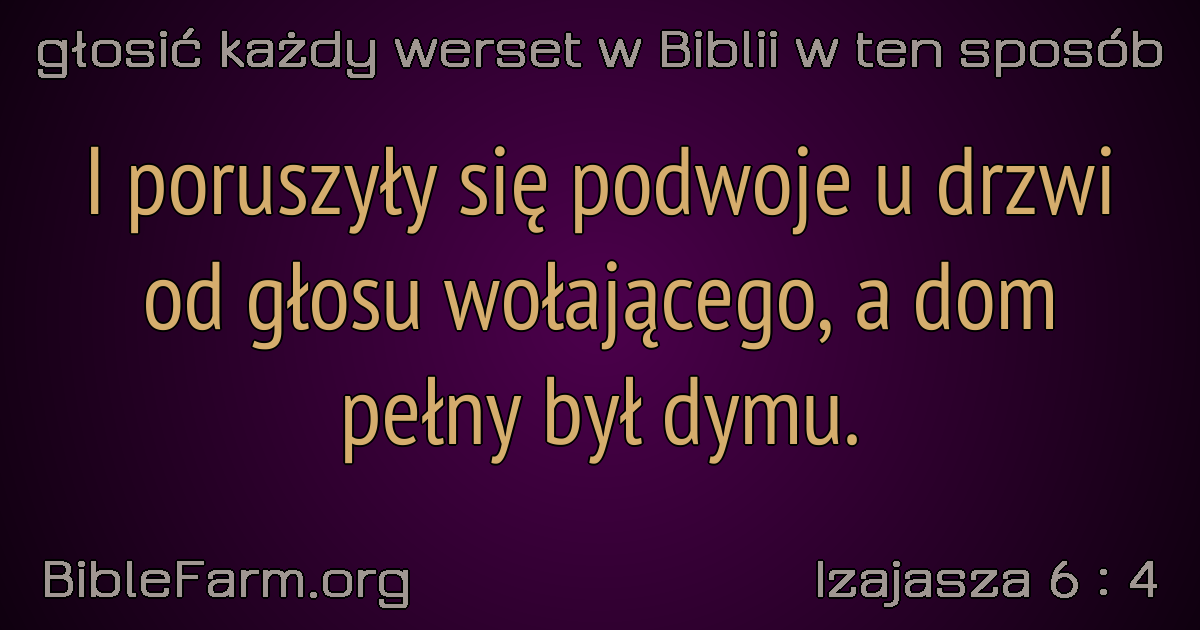 głosić każdy werset w Biblii w ten sposób
I poruszyły się podwoje u drzwi
od głosu wołającego, a dom
pełny był dymu.
BibleFarm.org
Izajasza 6 : 4